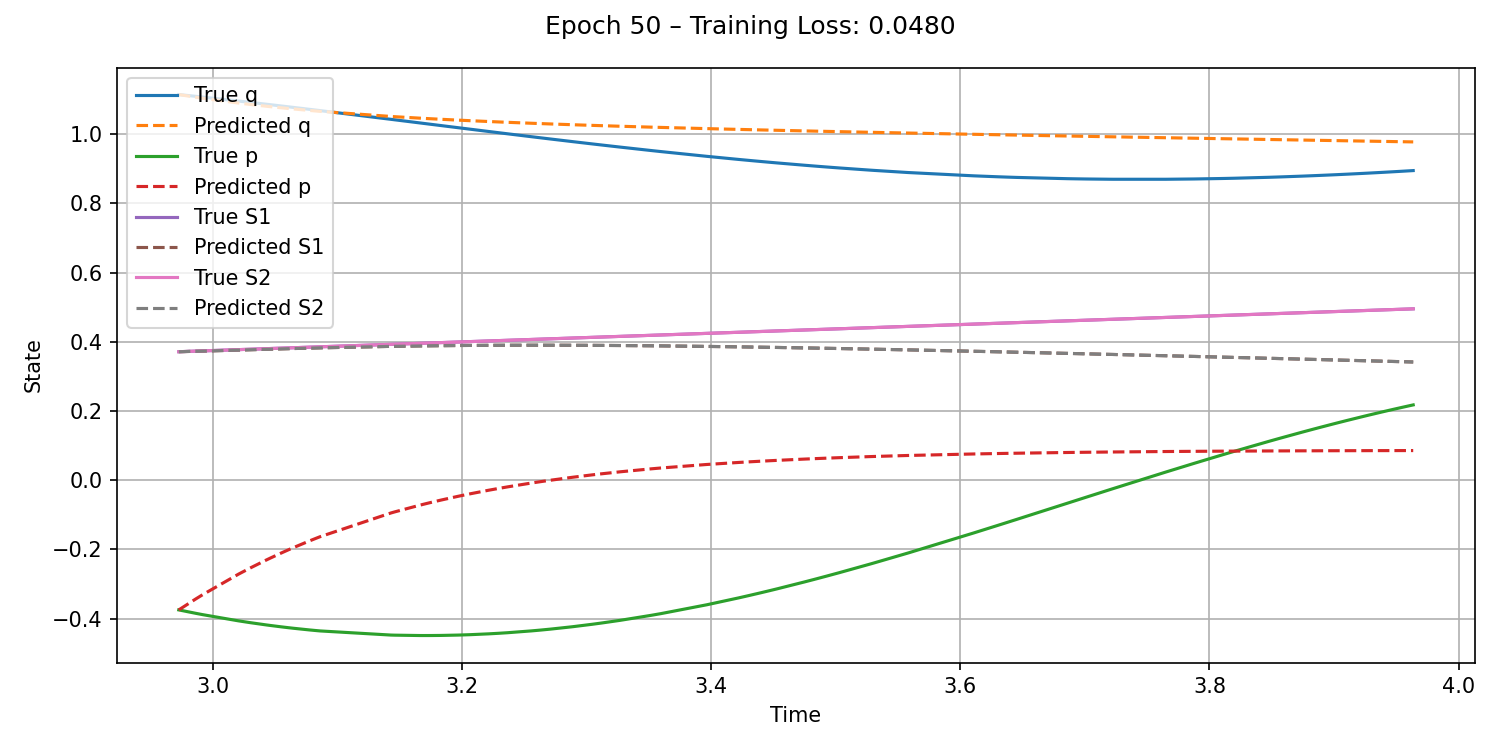 Epoch 50 – Training Loss: 0.0480
True q
Predicted q
True p
Predicted p
True S1
Predicted S1
True S2
Predicted S2
State
1.0
0.8
0.6
0.4
0.2
0.0
−0.2
−0.4
3.0 3.2 3.4 3.6 3.8 4.0
Time